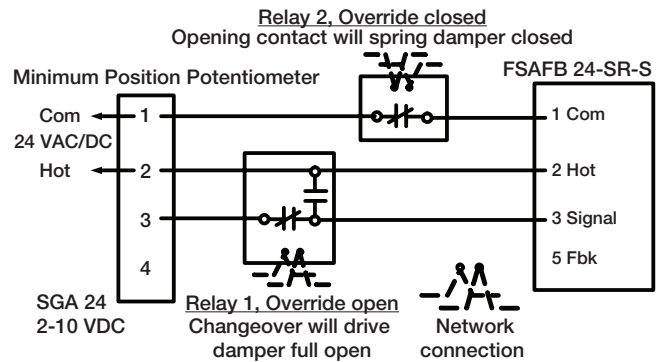 Relay 2, Override closed
Opening contact will spring damper closed
Minimum Position Potentiometer
FSAFB 24-SR-S
Com
1
1 Com
24 VAC/DC
Hot
2
2 Hot
3
3 Signal
4
5 Fbk
SGA 24
2-10 VDC
Relay 1, Override open
Changeover will drive
damper full open
Network
connection